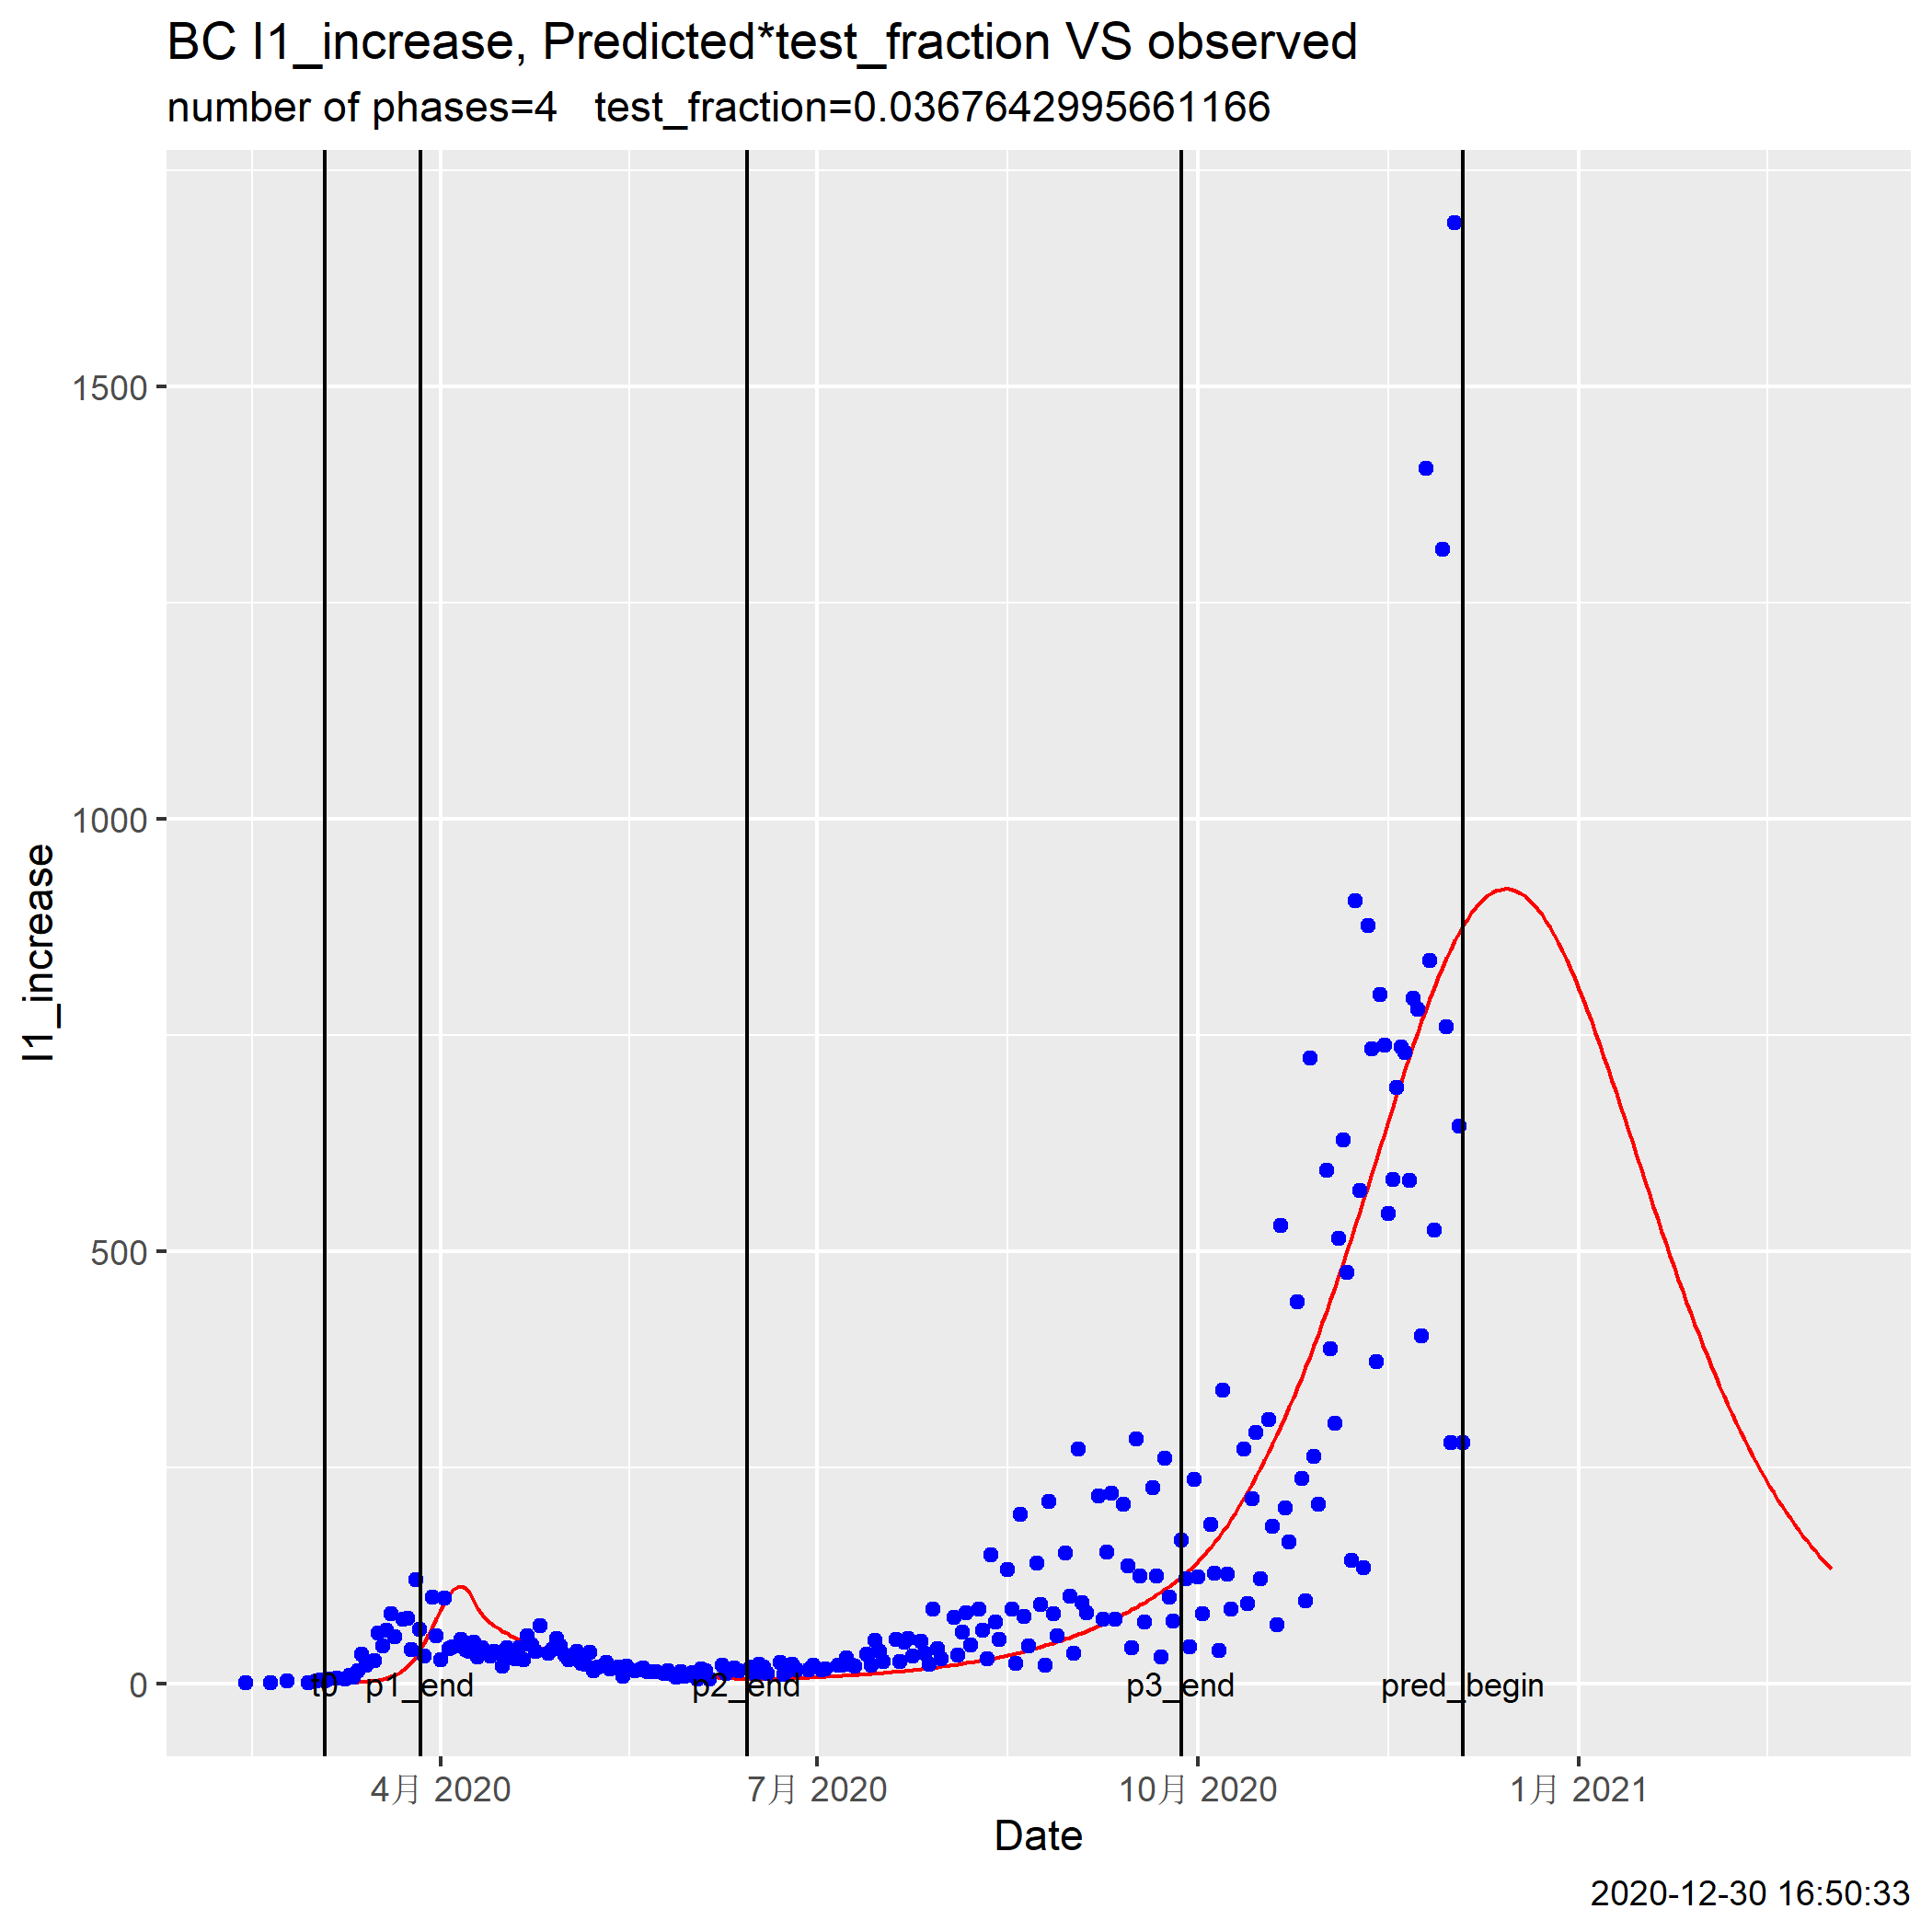 BC I1_increase, Predicted*test_fraction VS observed
number of phases=4   test_fraction=0.0367642995661166
I1_increase
1500
1000
500
0
t0 p1_end p2_end p3_end pred_begin
4月 2020 7月 2020 10月 2020 1月 2021
Date
2020-12-30 16:50:33